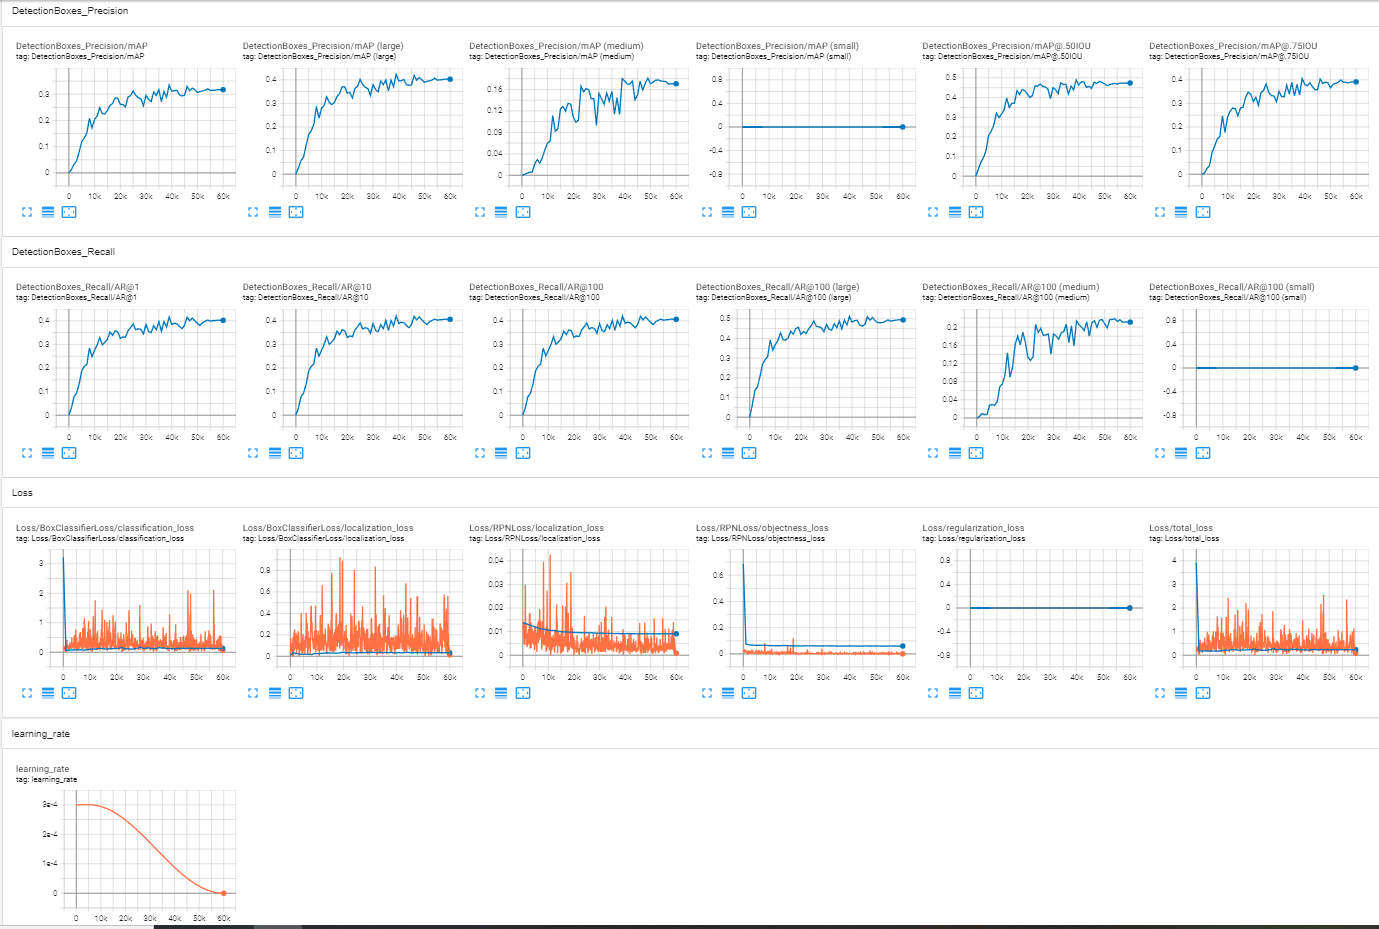 DetectionBoxes_Precision
DetectionBoxes_Precision/mAP
tag: DetectionBoxes_Precision/mAP
0.3
0.2
0.1
0
0 10k 20k 30k 40k 50k 60k
DetectionBoxes_Precision/mAP (large)
tag: DetectionBoxes_Precision/mAP (large)
0.4
0.3
0.2
0.1
0
0 10k 20k 30k 40k 50k 60k
DetectionBoxes_Precision/mAP (medium)
tag: DetectionBoxes_Precision/mAP (medium)
0.16
0.12
0.08
0.04
0
0 10k 20k 30k 40k 50k 60k
DetectionBoxes_Precision/mAP (small)
tag: DetectionBoxes_Precision/mAP (small)
0.8
0.4
0
-0.4
-0.8
0 10k 20k 30k 40k 50k 60k
DetectionBoxes_Precision/mAP@.50IOU
tag: DetectionBoxes_Precision/mAP@.50IOU
0.5
0.4
0.3
0.2
0.1
0
0 10k 20k 30k 40k 50k 60k
DetectionBoxes_Precision/mAP@.75IOU
tag: DetectionBoxes_Precision/mAP@.75IOU
0.4
0.3
0.2
0.1
0
0 10k 20k 30k 40k 50k 60k
DetectionBoxes_Recall
DetectionBoxes_Recall/AR@1
tag: DetectionBoxes_Recall/AR@1
0.4
0.3
0.2
0.1
0
0 10k 20k 30k 40k 50k 60k
DetectionBoxes_Recall/AR@10
tag: DetectionBoxes_Recall/AR@10
0.4
0.3
0.2
0.1
0
0 10k 20k 30k 40k 50k 60k
DetectionBoxes_Recall/AR@100
tag: DetectionBoxes_Recall/AR@100
0.4
0.3
0.2
0.1
0
0 10k 20k 30k 40k 50k 60k
DetectionBoxes_Recall/AR@100 (large)
tag: DetectionBoxes_Recall/AR@100 (large)
0.5
0.4
0.3
0.2
0.1
0
0 10k 20k 30k 40k 50k 60k
DetectionBoxes_Recall/AR@100 (medium)
tag: DetectionBoxes_Recall/AR@100 (medium)
0.2
0.16
0.12
0.08
0.04
0
0 10k 20k 30k 40k 50k 60k
DetectionBoxes_Recall/AR@100 (small)
tag: DetectionBoxes_Recall/AR@100 (small)
0.8
0.4
0
-0.4
-0.8
0 10k 20k 30k 40k 50k 60k
Loss
Loss/BoxClassifierLoss/classification_loss
tag: Loss/BoxClassifierLoss/classification_loss
3
2
1
0
0 10k 20k 30k 40k 50k 60k
Loss/BoxClassifierLoss/localization_loss
tag: Loss/BoxClassifierLoss/localization_loss
0.8
0.6
0.4
0.2
0
0 10k 20k 30k 40k 50k 60k
Loss/RPNLoss/localization_loss
tag: Loss/RPNLoss/localization_loss
0.04
0.03
0.02
0.01
0
0 10k 20k 30k 40k 50k 60k
Loss/RPNLoss/objectness_loss
tag: Loss/RPNLoss/objectness_loss
0.6
0.4
0.2
0
0 10k 20k 30k 40k 50k 60k
Loss/regularization_loss
tag: Loss/regularization_loss
0.8
0.4
0
-0.4
-0.8
0 10k 20k 30k 40k 50k 60k
Loss/total_loss
tag: Loss/total_loss
4
3
2
1
0
0 10k 20k 30k 40k 50k 60k
learning_rate
learning_rate
tag: learning_rate
3e-4
2e-4
1e-4
0
0 10k 20k 30k 40k 50k 60k